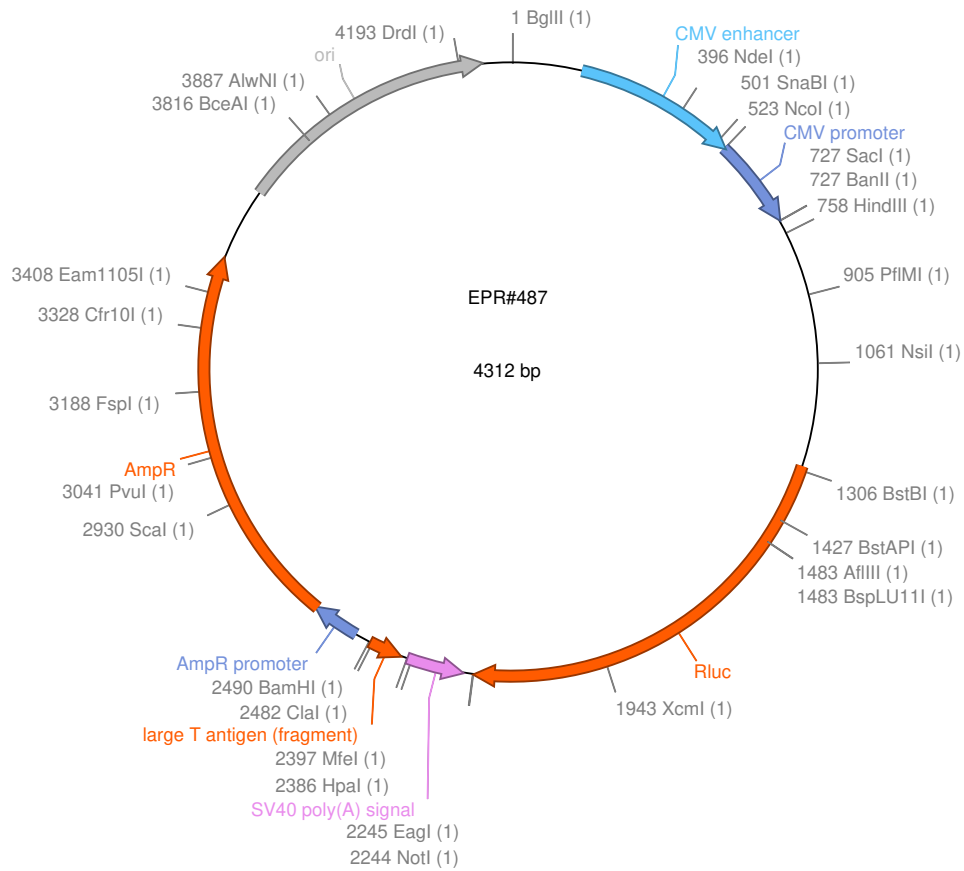 1 BglII (1)
CMV enhancer
396 NdeI (1)
501 SnaBI (1)
523 NcoI (1)
CMV promoter
727 SacI (1)
727 BanII (1)
758 HindIII (1)
905 PflMI (1)
1061 NsiI (1)
1306 BstBI (1)
1427 BstAPI (1)
1483 AflIII (1)
1483 BspLU11I (1)
Rluc
1943 XcmI (1)
2244 NotI (1)
2245 EagI (1)
SV40 poly(A) signal
2386 HpaI (1)
2397 MfeI (1)
large T antigen (fragment)
2482 ClaI (1)
2490 BamHI (1)
AmpR promoter
2930 ScaI (1)
3041 PvuI (1)
AmpR
3188 FspI (1)
3328 Cfr10I (1)
3408 Eam1105I (1)
3816 BceAI (1)
3887 AlwNI (1)
ori
4193 DrdI (1)
EPR#487
4312 bp